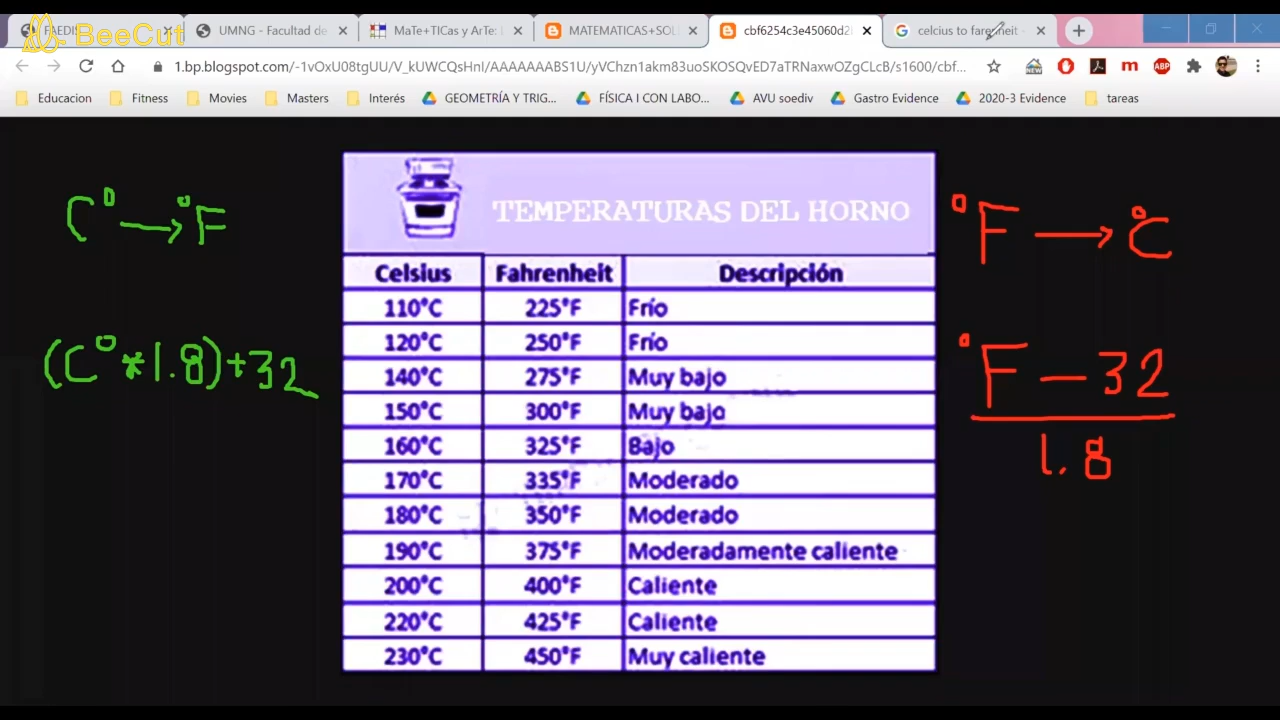 BeeCut
FAEDIS
UMNG - Facultad de
MaTe+TICas y ArTe:
MATEMATICAS+SOL
cbf6254c3e45060d2
celcius to farenheit -
1.bp.blogspot.com/-1vOxU08tgUU/V_kUWCQsHnI/AAAAAAABS1U/yVChzn1akm83uoSKOSQvED7aTRNaxwOZgCLcB/s1600/cbf...
NEW
ABP
Educacion
Fitness
Movies
Masters
Interés
GEOMETRÍA Y TRIG...
FÍSICA I CON LABO...
AVU soediv
Gastro Evidence
2020-3 Evidence
tareas
C° → °F
(C° * 1.8) + 32
TEMPERATURAS DEL HORNO
Celsius Fahrenheit Descripción
110°C 225°F Frío
120°C 250°F Frío
140°C 275°F Muy bajo
150°C 300°F Muy bajo
160°C 325°F Bajo
170°C 335°F Moderado
180°C 350°F Moderado
190°C 375°F Moderadamente caliente
200°C 400°F Caliente
220°C 425°F Caliente
230°C 450°F Muy caliente
°F → °C
°F - 32
1.8